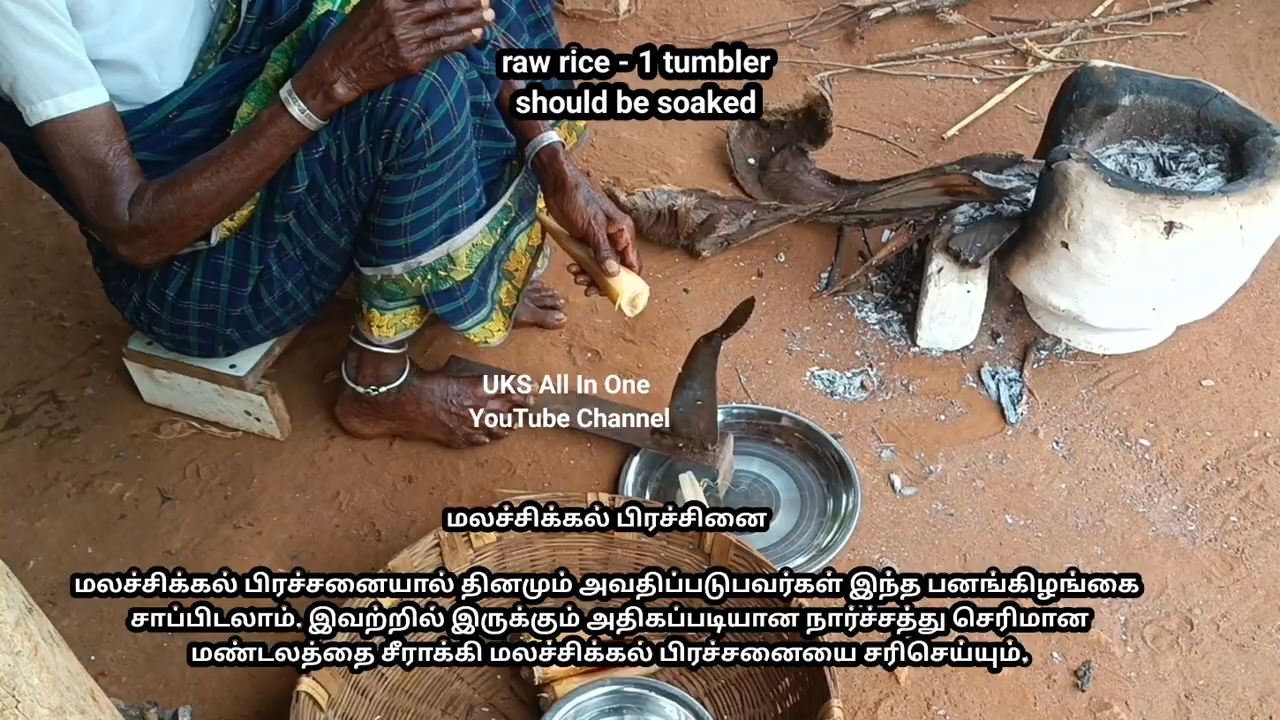 raw rice - 1 tumbler
should be soaked
UKS All In One
YouTube Channel
மலச்சிக்கல் பிரச்சினை
மலச்சிக்கல் பிரச்சனையால் தினமும் அவதிப்படுபவர்கள் இந்த பனங்கிழங்கை
சாப்பிடலாம். இவற்றில் இருக்கும் அதிகப்படியான நார்ச்சத்து செரிமான
மண்டலத்தை சீராக்கி மலச்சிக்கல் பிரச்சனையை சரிசெய்யும்.